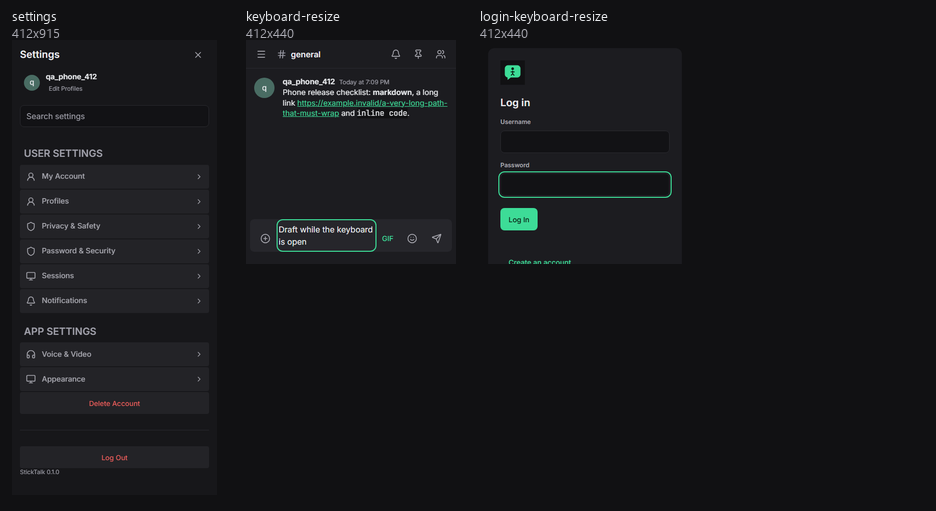 settings
412x915
Settings
q
qa_phone_412
Edit Profiles
Search settings
USER SETTINGS
My Account
Profiles
Privacy & Safety
Password & Security
Sessions
Notifications
APP SETTINGS
Voice & Video
Appearance
Delete Account
Log Out
StickTalk 0.1.0
keyboard-resize
412x440
# general
q
qa_phone_412 Today at 7:09 PM
Phone release checklist: markdown, a long
link https://example.invalid/a-very-long-path-
that-must-wrap and inline code.
Draft while the keyboard
is open
GIF
login-keyboard-resize
412x440
Log in
Username
Password
Log In
Create an account